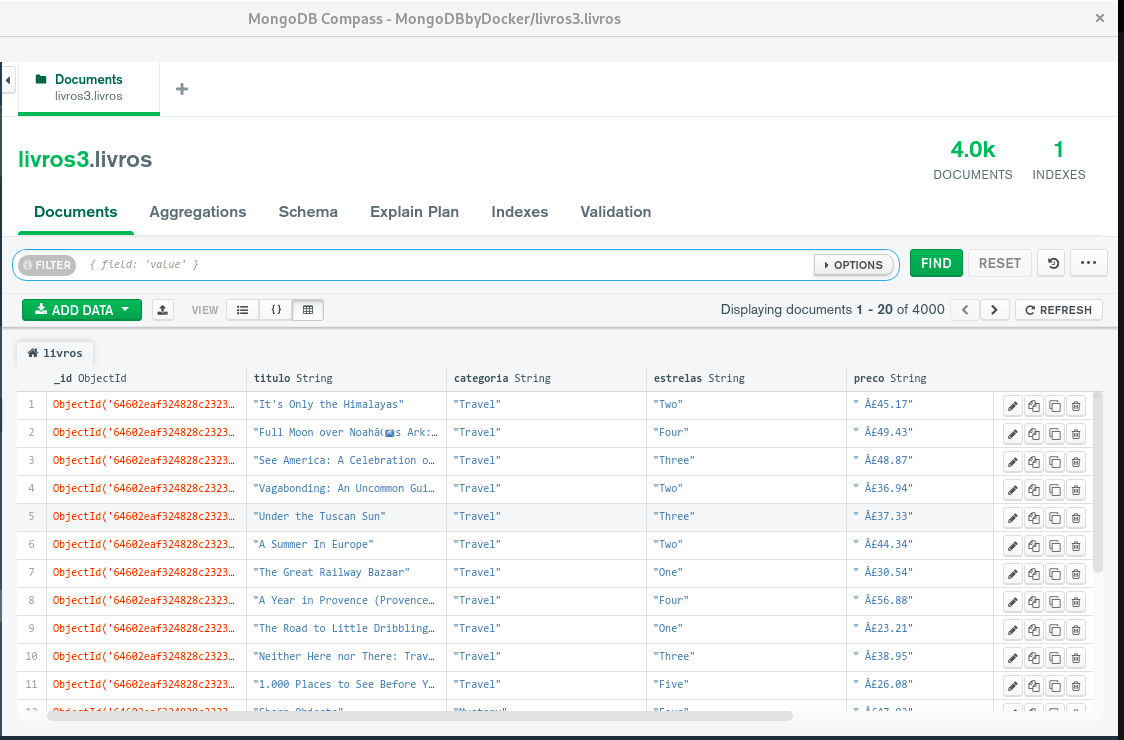 MongoDB Compass - MongoDBbyDocker/livros3.livros
Documents
livros3.livros
livros3.livros
4.0k
DOCUMENTS
1
INDEXES
Documents Aggregations Schema Explain Plan Indexes Validation
FILTER { field: 'value' } OPTIONS FIND RESET ...
ADD DATA VIEW {} Displaying documents 1 - 20 of 4000 REFRESH
livros
_id ObjectId titulo String categoria String estrelas String preco String
1 ObjectId('64602eaf324828c2323… "It's Only the Himalayas" "Travel" "Two" " Â£45.17"
2 ObjectId('64602eaf324828c2323… "Full Moon over Noahâ s Ark:… "Travel" "Four" " Â£49.43"
3 ObjectId('64602eaf324828c2323… "See America: A Celebration o… "Travel" "Three" " Â£48.87"
4 ObjectId('64602eaf324828c2323… "Vagabonding: An Uncommon Gui… "Travel" "Two" " Â£36.94"
5 ObjectId('64602eaf324828c2323… "Under the Tuscan Sun" "Travel" "Three" " Â£37.33"
6 ObjectId('64602eaf324828c2323… "A Summer In Europe" "Travel" "Two" " Â£44.34"
7 ObjectId('64602eaf324828c2323… "The Great Railway Bazaar" "Travel" "One" " Â£30.54"
8 ObjectId('64602eaf324828c2323… "A Year in Provence (Provence… "Travel" "Four" " Â£56.88"
9 ObjectId('64602eaf324828c2323… "The Road to Little Dribbling… "Travel" "One" " Â£23.21"
10 ObjectId('64602eaf324828c2323… "Neither Here nor There: Trav… "Travel" "Three" " Â£38.95"
11 ObjectId('64602eaf324828c2323… "1.000 Places to See Before Y… "Travel" "Five" " Â£26.08"
12 ObjectId('64602eaf324828c2323… "Sharp Objects" "Mystery" "Four" " Â£47.82"